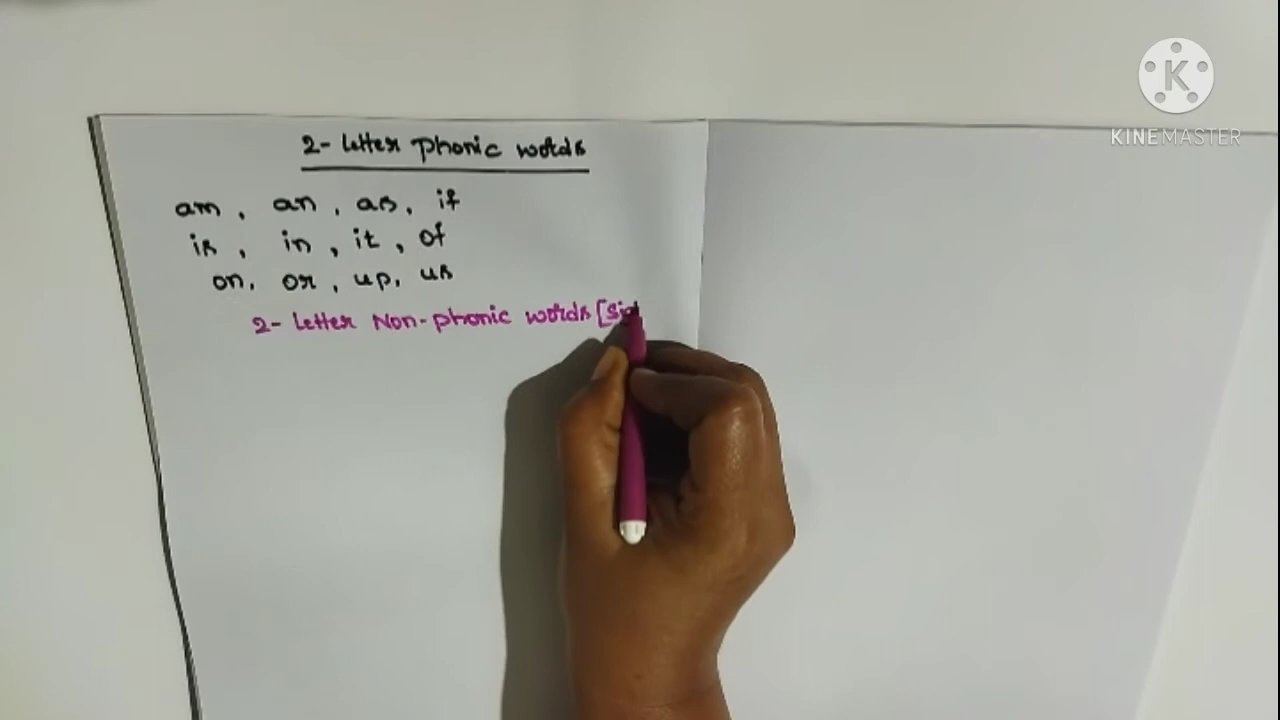 2- letter phonic words
am, an, as, if
is, in, it, of
on, or, up, us
2- letter Non-phonic words [sig
K
KINEMASTER